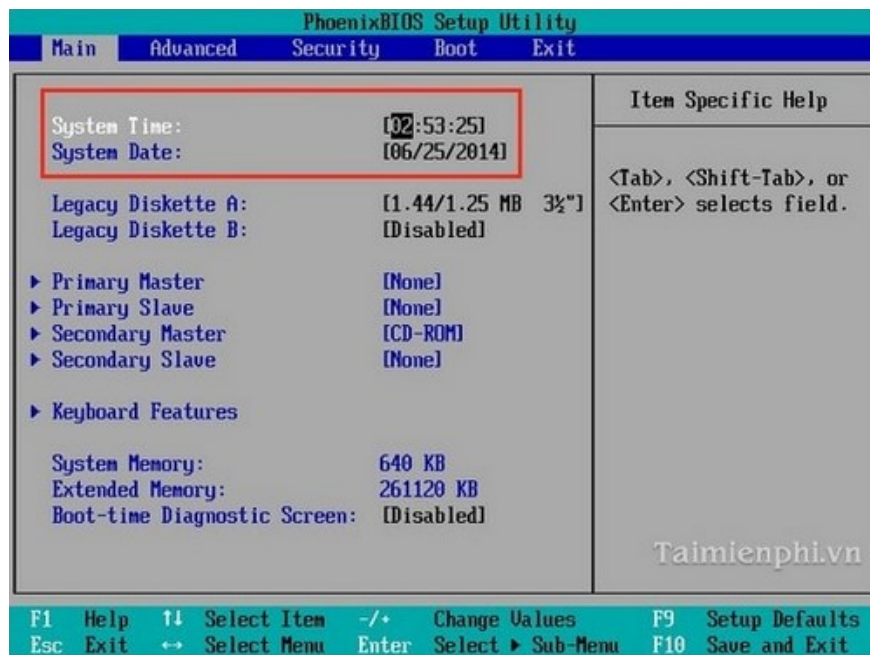 PhoenixBIOS Setup Utility
Main Advanced Security Boot Exit
System Time: [02:53:25]
System Date: [06/25/2014]
Legacy Diskette A: [1.44/1.25 MB 3½"]
Legacy Diskette B: [Disabled]
▶ Primary Master [None]
▶ Primary Slave [None]
▶ Secondary Master [CD-ROM]
▶ Secondary Slave [None]
▶ Keyboard Features
System Memory: 640 KB
Extended Memory: 261120 KB
Boot-time Diagnostic Screen: [Disabled]
Item Specific Help
<Tab>, <Shift-Tab>, or
<Enter> selects field.
Taimienphi.vn
F1 Help ↑↓ Select Item -/+ Change Values F9 Setup Defaults
Esc Exit ↔ Select Menu Enter Select ▶ Sub-Menu F10 Save and Exit